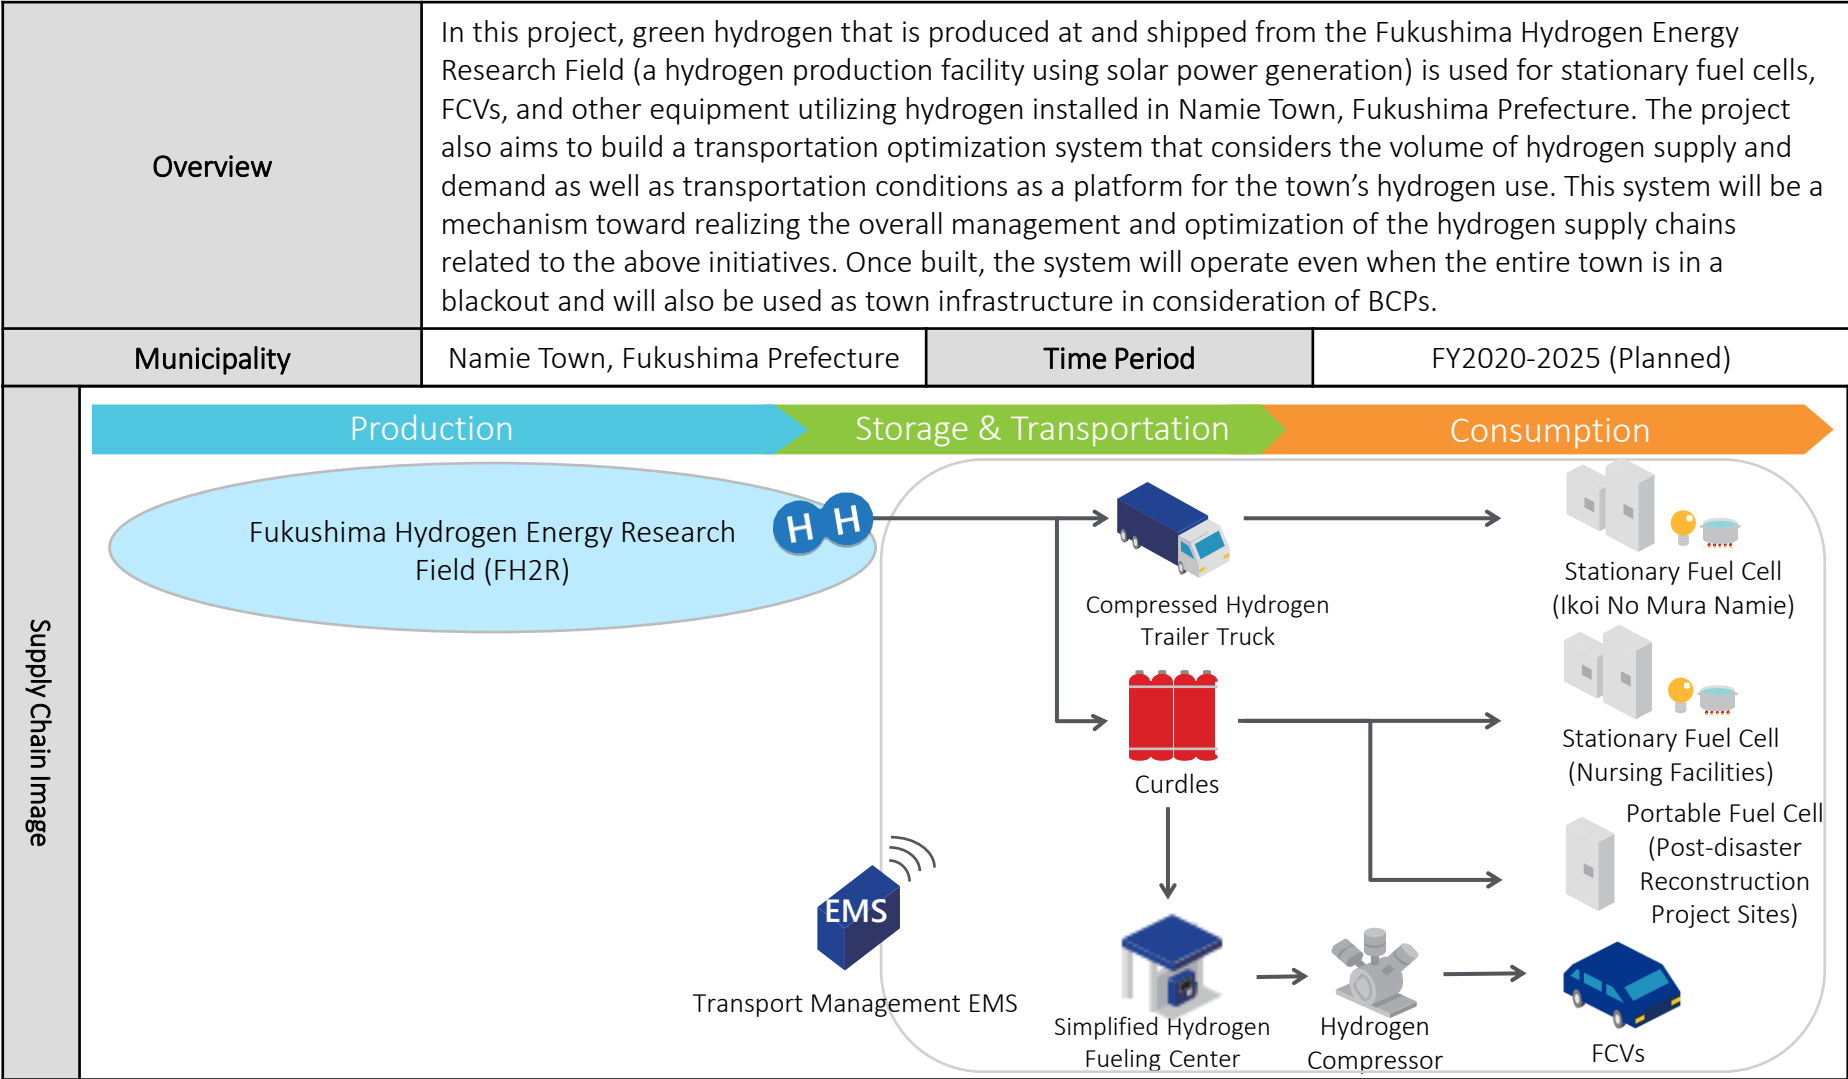 Overview
In this project, green hydrogen that is produced at and shipped from the Fukushima Hydrogen Energy
Research Field (a hydrogen production facility using solar power generation) is used for stationary fuel cells,
FCVs, and other equipment utilizing hydrogen installed in Namie Town, Fukushima Prefecture. The project
also aims to build a transportation optimization system that considers the volume of hydrogen supply and
demand as well as transportation conditions as a platform for the town’s hydrogen use. This system will be a
mechanism toward realizing the overall management and optimization of the hydrogen supply chains
related to the above initiatives. Once built, the system will operate even when the entire town is in a
blackout and will also be used as town infrastructure in consideration of BCPs.
Municipality
Namie Town, Fukushima Prefecture
Time Period
FY2020-2025 (Planned)
Supply Chain Image
Production
Storage & Transportation
Consumption
Fukushima Hydrogen Energy Research
Field (FH2R)
H H
Compressed Hydrogen
Trailer Truck
Stationary Fuel Cell
(Ikoi No Mura Namie)
Curdles
Stationary Fuel Cell
(Nursing Facilities)
Portable Fuel Cell
(Post-disaster
Reconstruction
Project Sites)
EMS
Transport Management EMS
Simplified Hydrogen
Fueling Center
Hydrogen
Compressor
FCVs